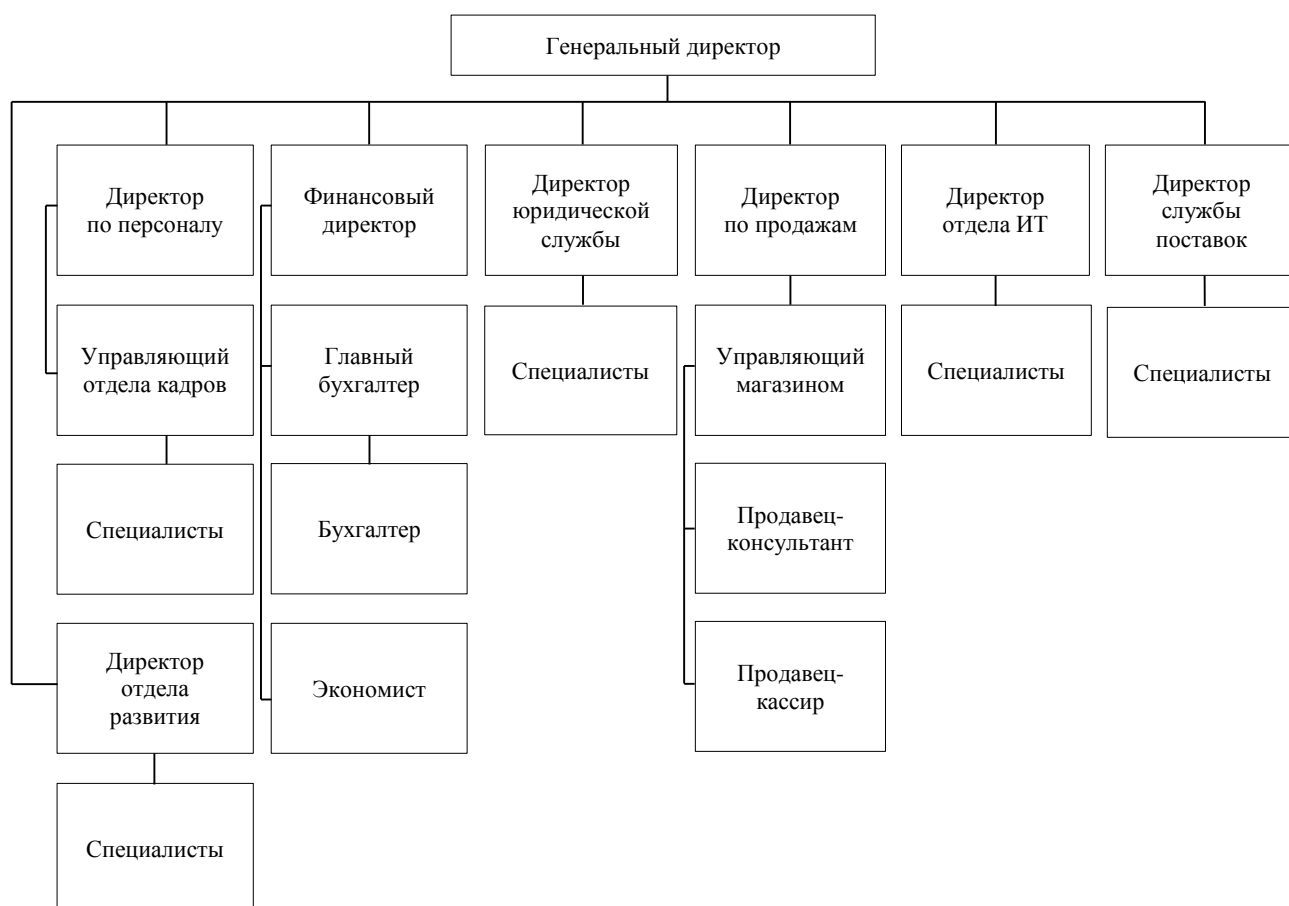 Генеральный директор
Директор
по персоналу
Финансовый
директор
Директор
юридической
службы
Директор
по продажам
Директор
отдела ИТ
Директор
службы
поставок
Управляющий
отдела кадров
Главный
бухгалтер
Специалисты
Управляющий
магазином
Специалисты
Специалисты
Специалисты
Бухгалтер
Продавец-
консультант
Директор
отдела
развития
Экономист
Продавец-
кассир
Специалисты